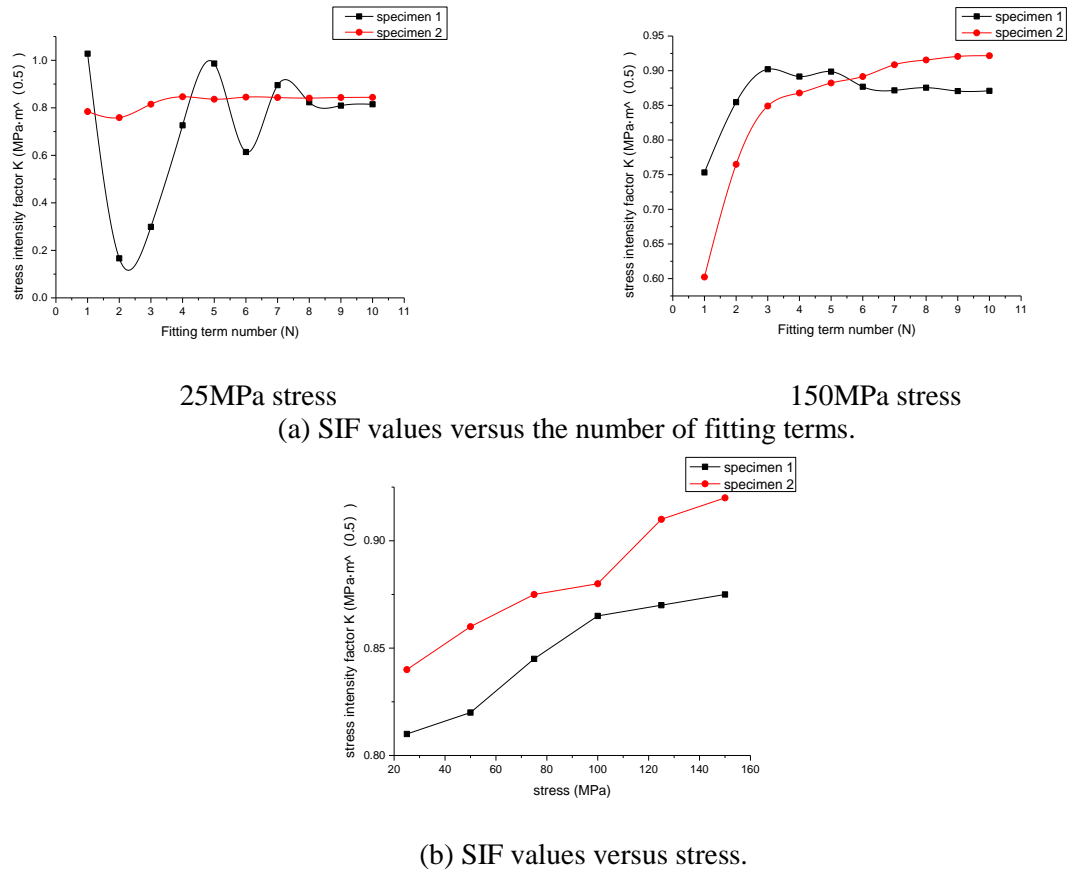 specimen 1
specimen 2
stress intensity factor K (MPa·m^ (0.5) )
1.0
0.8
0.6
0.4
0.2
0.0
0 1 2 3 4 5 6 7 8 9 10 11
Fitting term number (N)
specimen 1
specimen 2
stress intensity factor K (MPa·m^ (0.5) )
0.95
0.90
0.85
0.80
0.75
0.70
0.65
0.60
0 1 2 3 4 5 6 7 8 9 10 11
Fitting term number (N)
25MPa stress
150MPa stress
(a) SIF values versus the number of fitting terms.
specimen 1
specimen 2
stress intensity factor K (MPa·m^ (0.5) )
0.90
0.85
0.80
20 40 60 80 100 120 140 160
stress (MPa)
(b) SIF values versus stress.